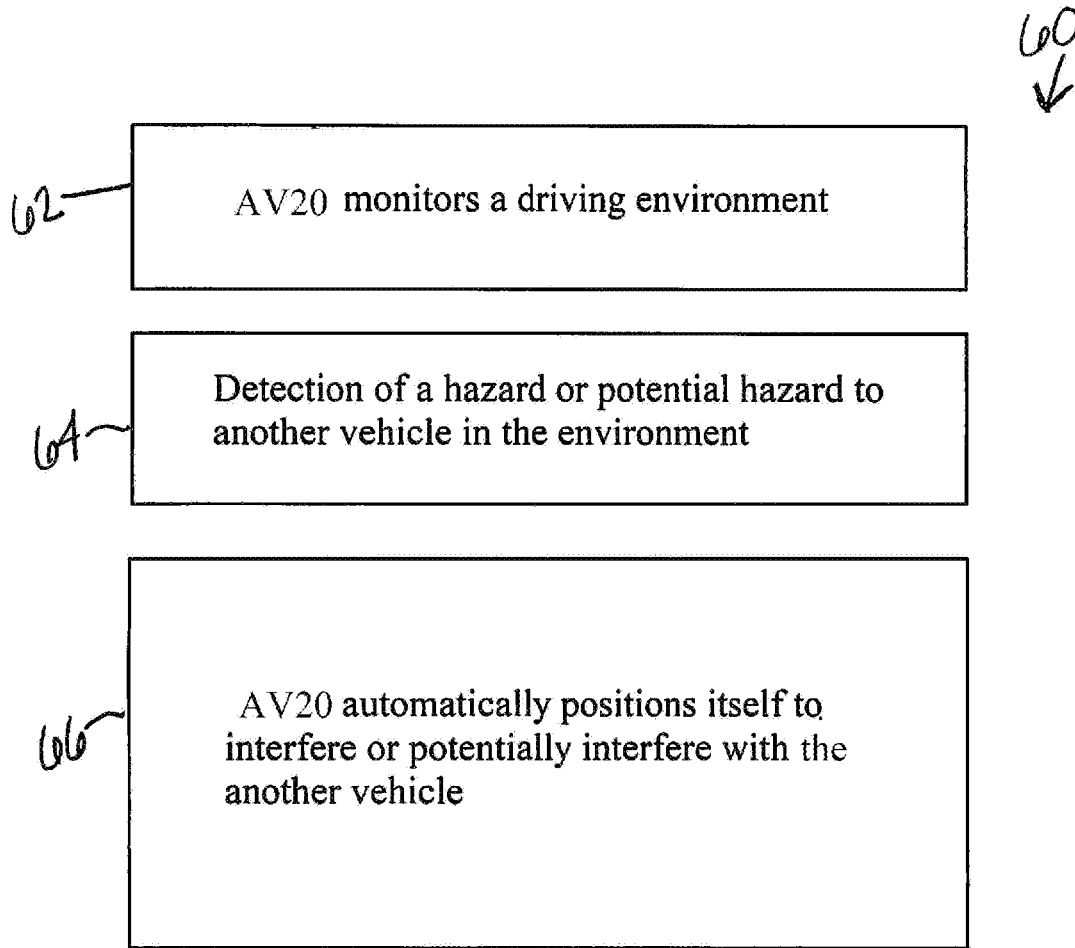 60
62
AV20 monitors a driving environment
64
Detection of a hazard or potential hazard to
another vehicle in the environment
66
AV20 automatically positions itself to
interfere or potentially interfere with the
another vehicle